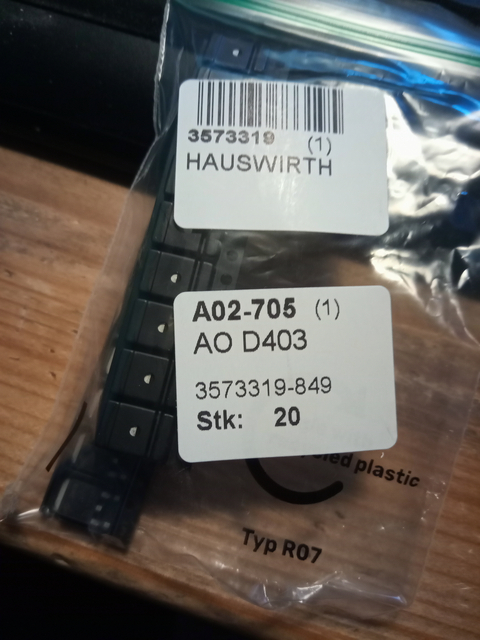 3573319 (1)
HAUSWIRTH
A02-705 (1)
AO D403
3573319-849
Stk: 20
plastic
Typ R07